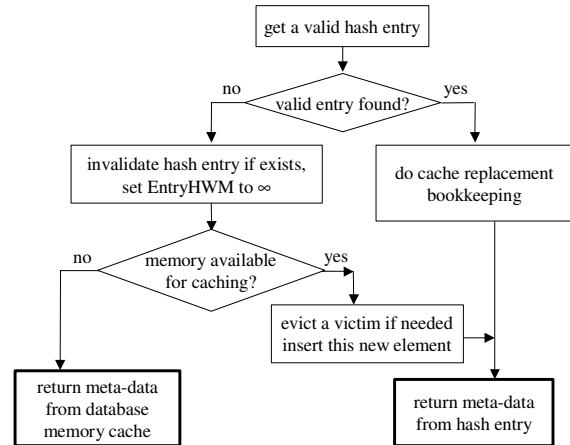 get a valid hash entry
no
yes
valid entry found?
invalidate hash entry if exists,
set EntryHWM to ∞
do cache replacement
bookkeeping
no
memory available
for caching?
yes
evict a victim if needed
insert this new element
return meta-data
from database
memory cache
return meta-data
from hash entry